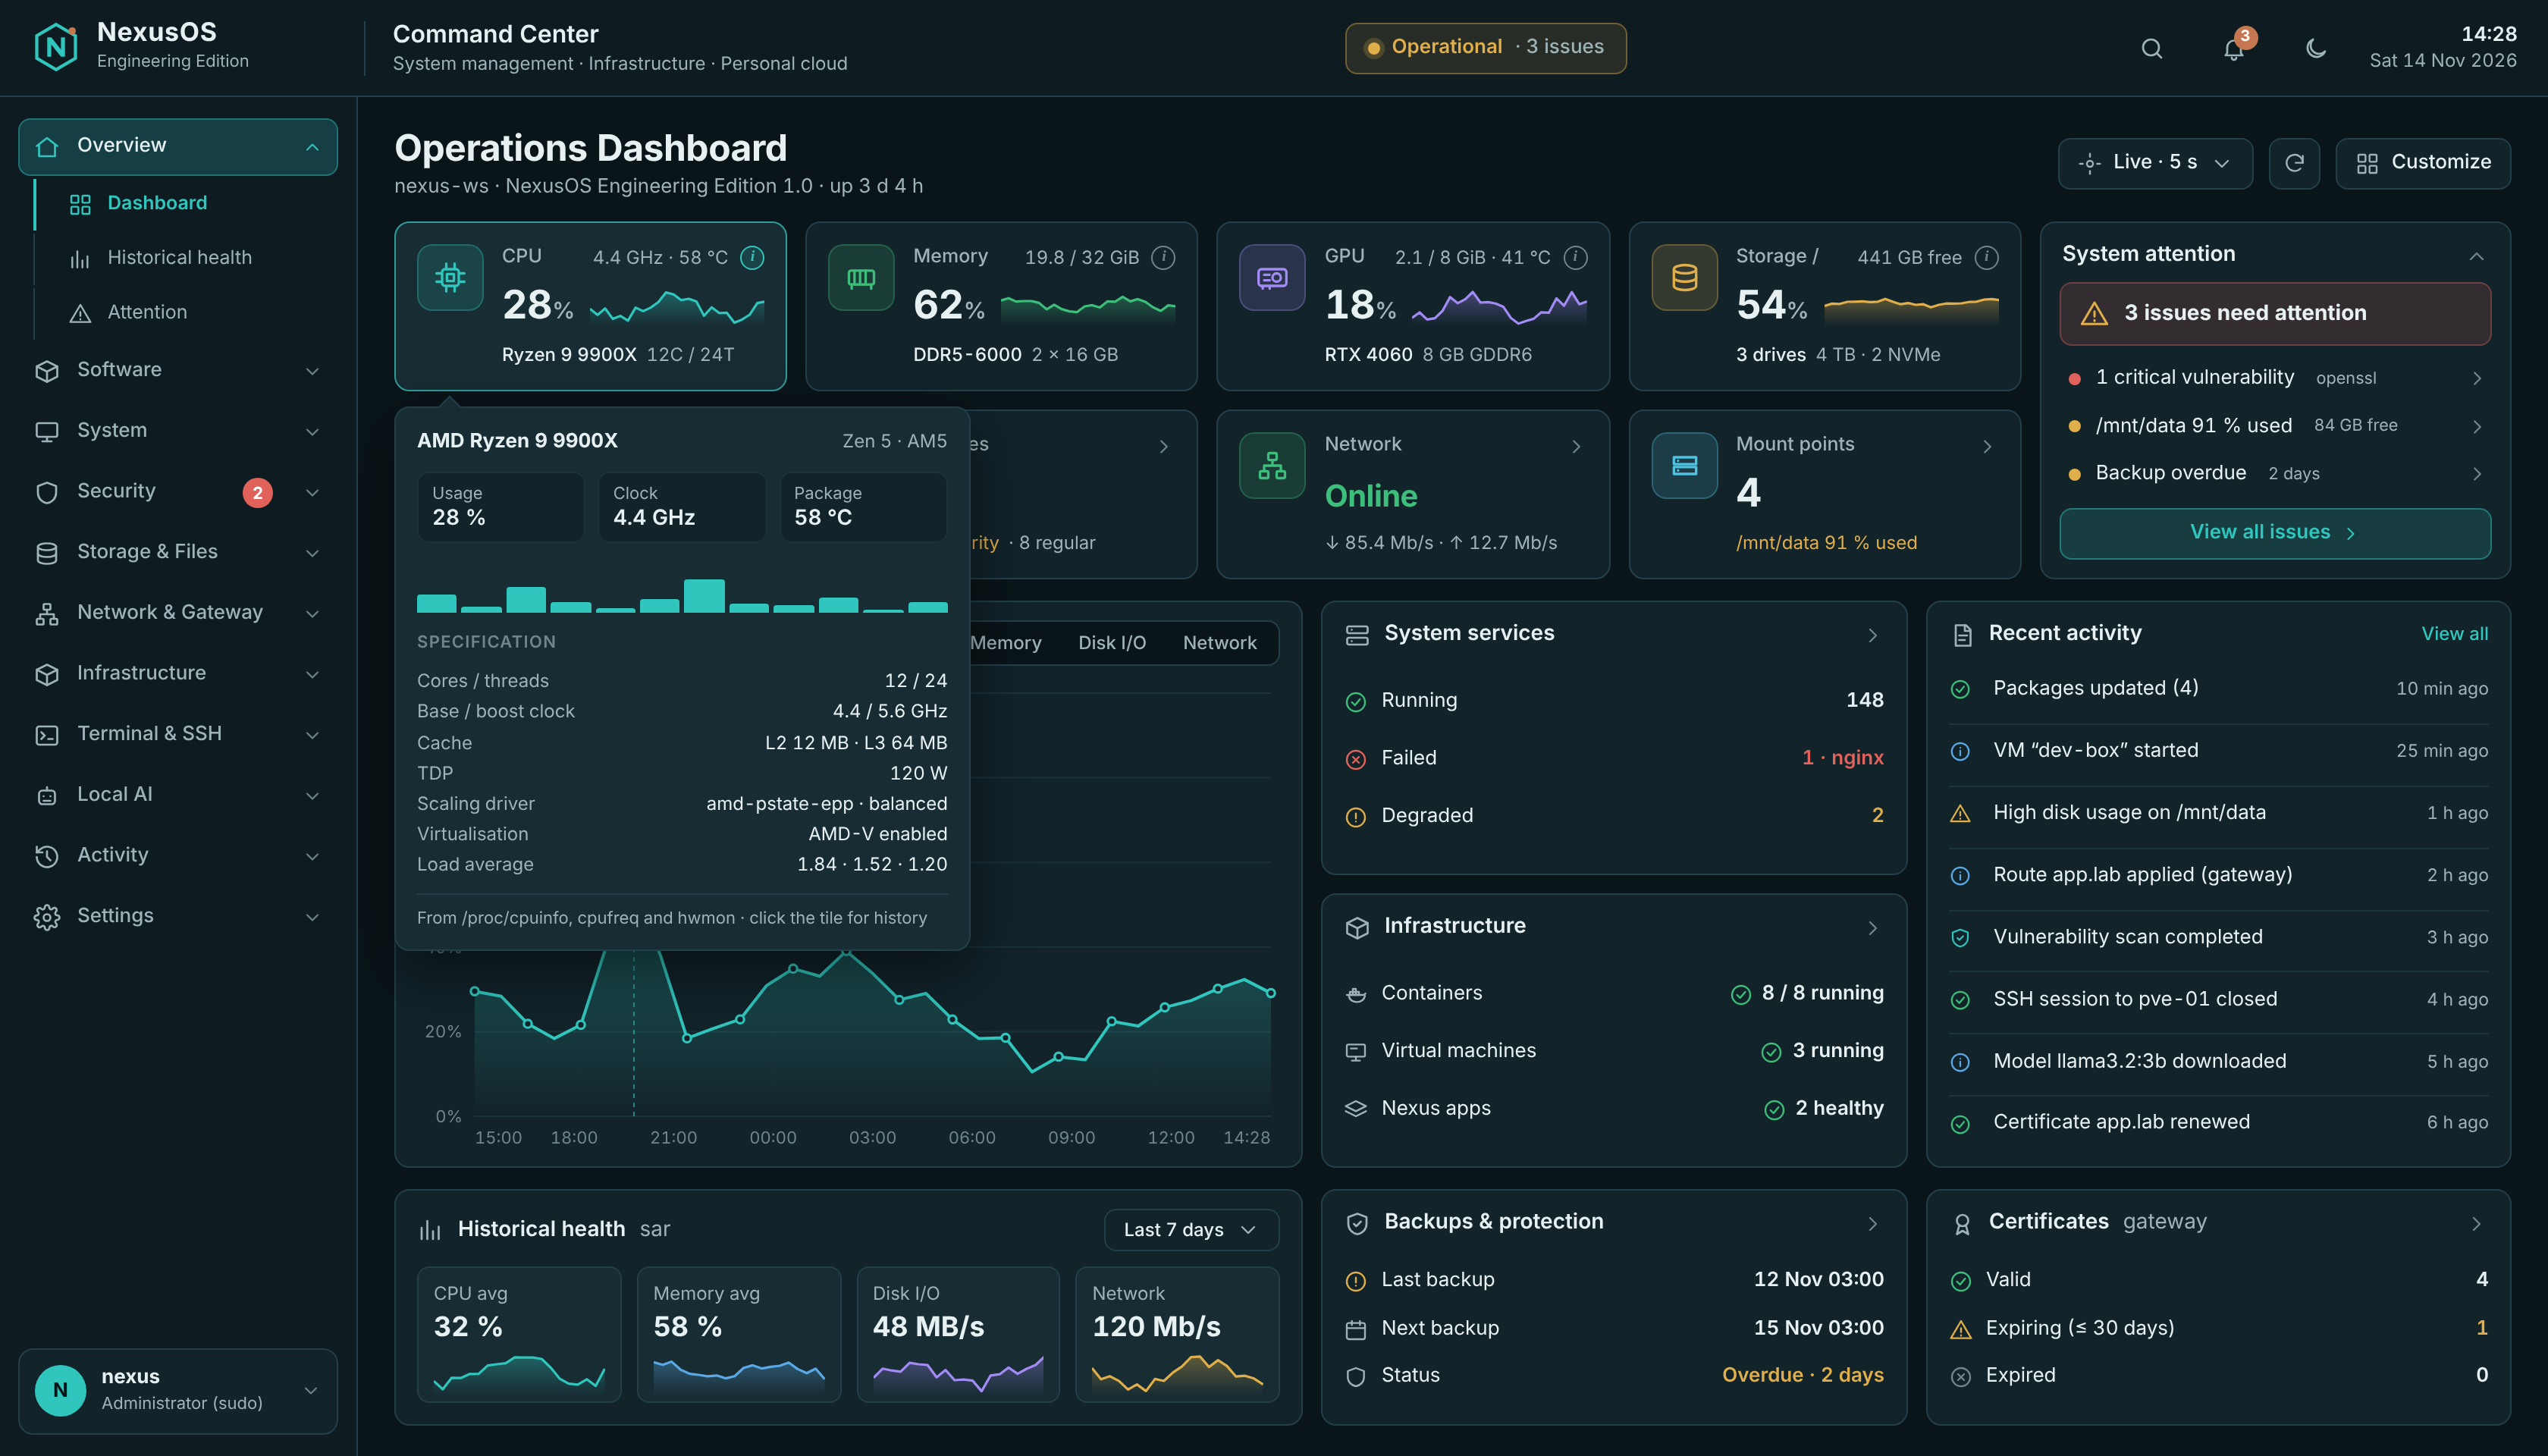 NexusOS
Engineering Edition
Command Center
System management · Infrastructure · Personal cloud
Operational · 3 issues
3
14:28
Sat 14 Nov 2026
Overview
Dashboard
Historical health
Attention
Software
System
Security 2
Storage & Files
Network & Gateway
Infrastructure
Terminal & SSH
Local AI
Activity
Settings
N
nexus
Administrator (sudo)
Operations Dashboard
nexus-ws · NexusOS Engineering Edition 1.0 · up 3 d 4 h
Live · 5 s
Customize
CPU 4.4 GHz · 58 °C
28%
Ryzen 9 9900X 12C / 24T
Memory 19.8 / 32 GiB
62%
DDR5-6000 2 × 16 GB
GPU 2.1 / 8 GiB · 41 °C
18%
RTX 4060 8 GB GDDR6
Storage / 441 GB free
54%
3 drives 4 TB · 2 NVMe
System attention
3 issues need attention
1 critical vulnerability openssl
/mnt/data 91 % used 84 GB free
Backup overdue 2 days
View all issues
AMD Ryzen 9 9900X Zen 5 · AM5
Usage
28 %
Clock
4.4 GHz
Package
58 °C
SPECIFICATION
Cores / threads 12 / 24
Base / boost clock 4.4 / 5.6 GHz
Cache L2 12 MB · L3 64 MB
TDP 120 W
Scaling driver amd-pstate-epp · balanced
Virtualisation AMD-V enabled
Load average 1.84 · 1.52 · 1.20
From /proc/cpuinfo, cpufreq and hwmon · click the tile for history
es
rity · 8 regular
Network
Online
↓ 85.4 Mb/s · ↑ 12.7 Mb/s
Mount points
4
/mnt/data 91 % used
Memory Disk I/O Network
20%
0%
15:00 18:00 21:00 00:00 03:00 06:00 09:00 12:00 14:28
System services
Running 148
Failed 1 · nginx
Degraded 2
Infrastructure
Containers 8 / 8 running
Virtual machines 3 running
Nexus apps 2 healthy
Recent activity View all
Packages updated (4) 10 min ago
VM “dev-box” started 25 min ago
High disk usage on /mnt/data 1 h ago
Route app.lab applied (gateway) 2 h ago
Vulnerability scan completed 3 h ago
SSH session to pve-01 closed 4 h ago
Model llama3.2:3b downloaded 5 h ago
Certificate app.lab renewed 6 h ago
Historical health sar
Last 7 days
CPU avg
32 %
Memory avg
58 %
Disk I/O
48 MB/s
Network
120 Mb/s
Backups & protection
Last backup 12 Nov 03:00
Next backup 15 Nov 03:00
Status Overdue · 2 days
Certificates gateway
Valid 4
Expiring (≤ 30 days) 1
Expired 0